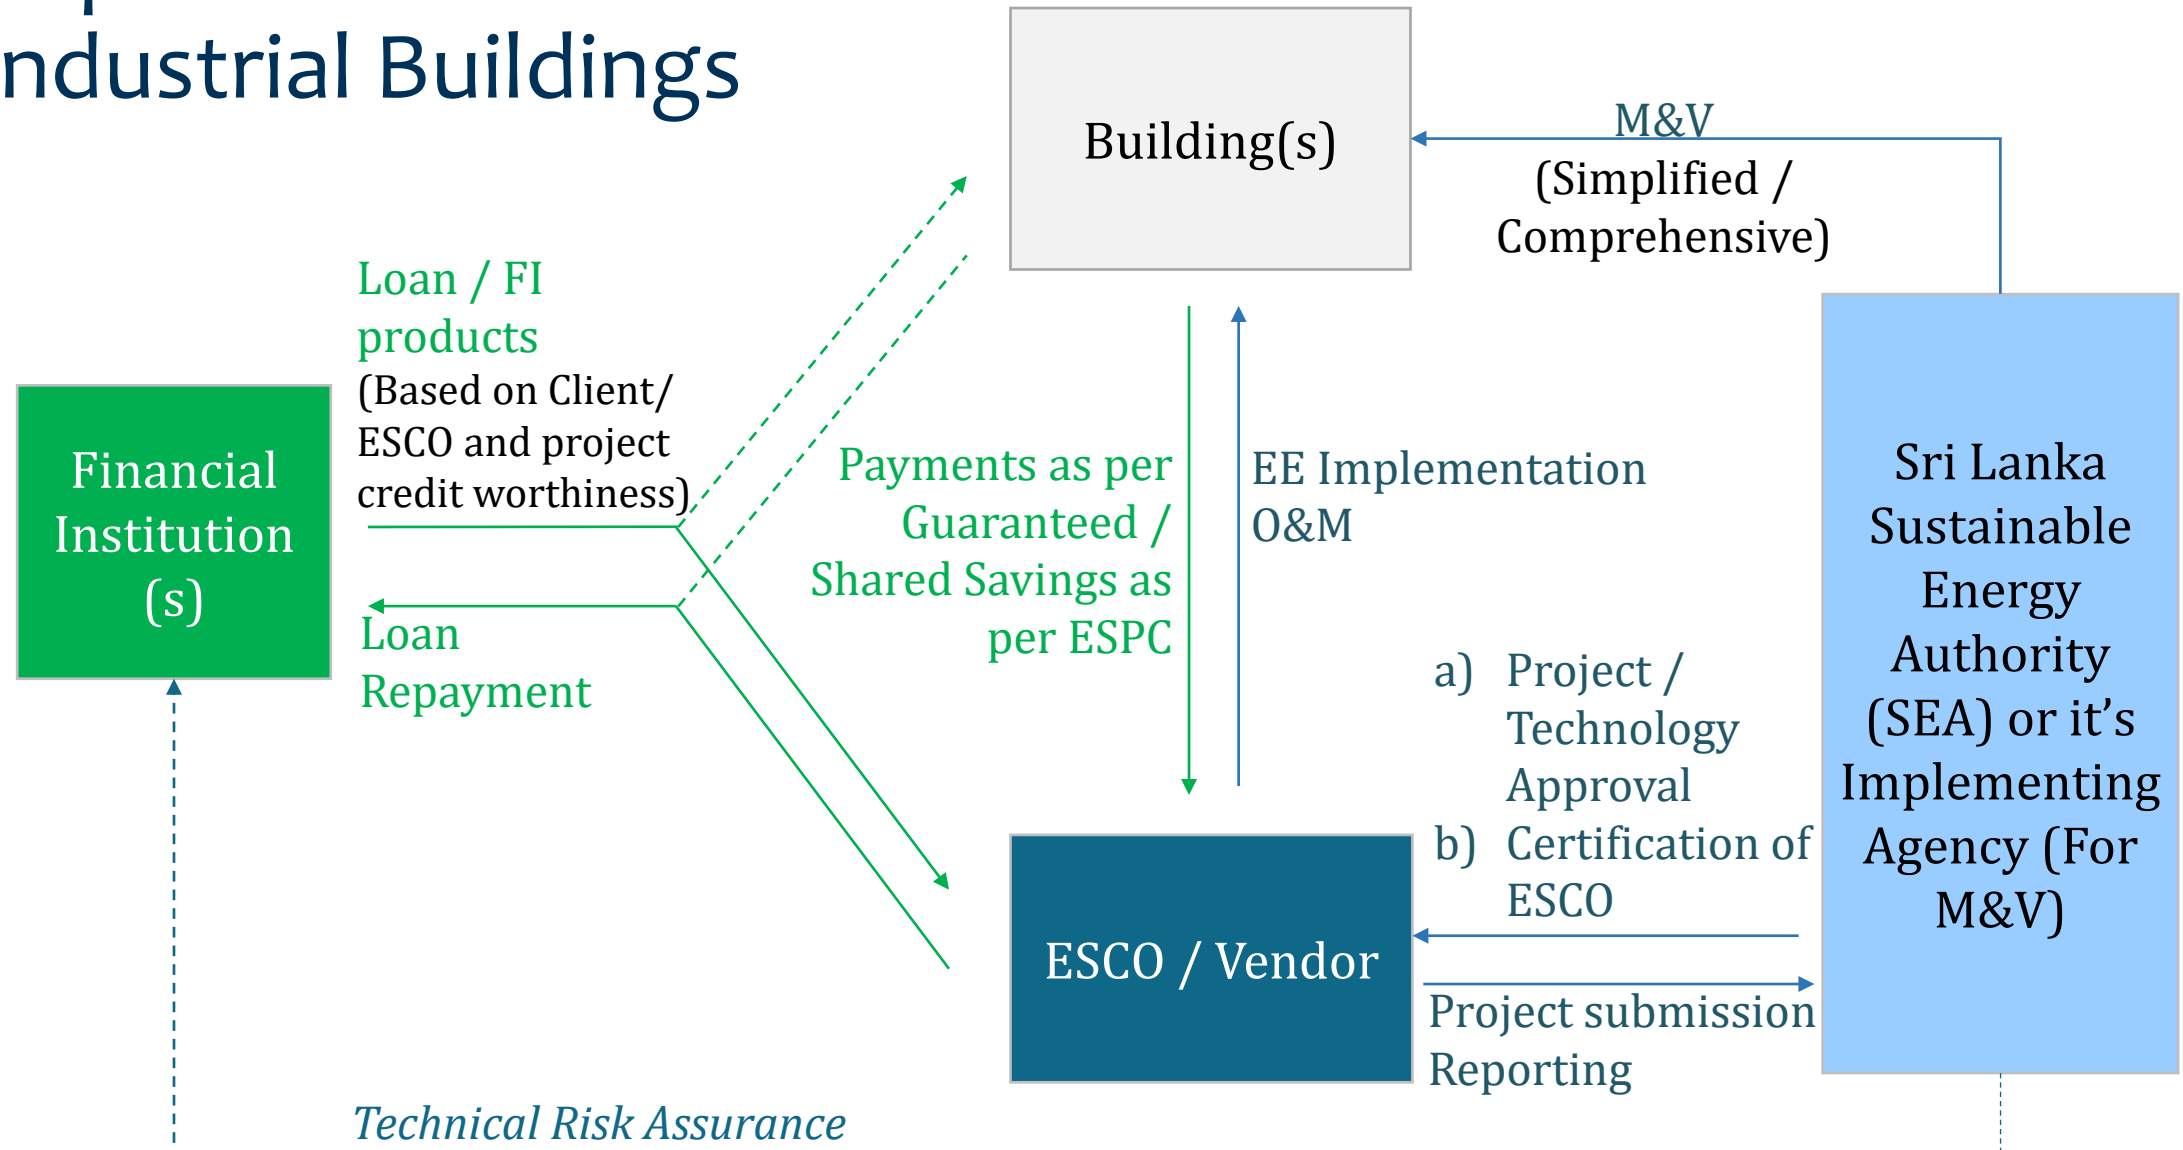 ndustrial Buildings
Building(s)
M&V
(Simplified /
Comprehensive)
Loan / FI
products
(Based on Client/
ESCO and project
credit worthiness)
Financial
Institution
(s)
Loan
Repayment
Payments as per
Guaranteed /
Shared Savings as
per ESPC
EE Implementation
O&M
a) Project /
Technology
Approval
b) Certification of
ESCO
Sri Lanka
Sustainable
Energy
Authority
(SEA) or it’s
Implementing
Agency (For
M&V)
ESCO / Vendor
Project submission
Reporting
Technical Risk Assurance